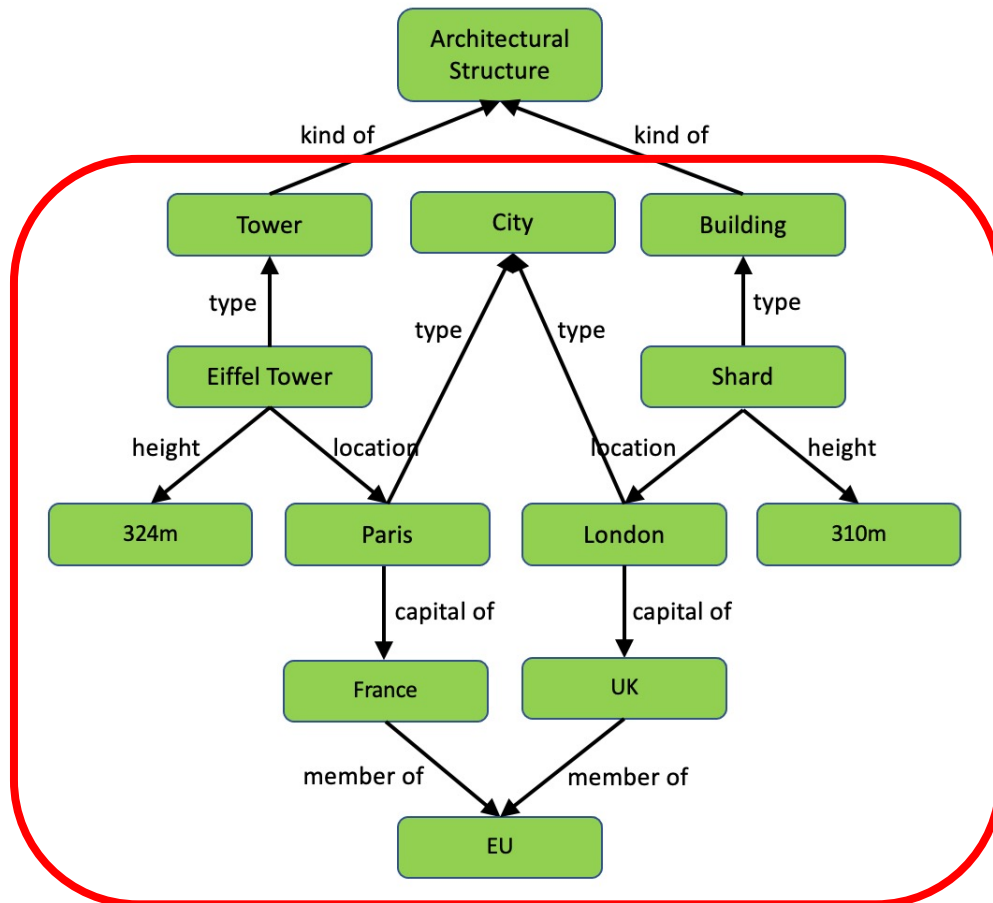 Architectural
Structure
kind of
kind of
Tower
City
Building
type
type
type
type
Eiffel Tower
Shard
height
location
location
height
324m
Paris
London
310m
capital of
capital of
France
UK
member of
member of
EU